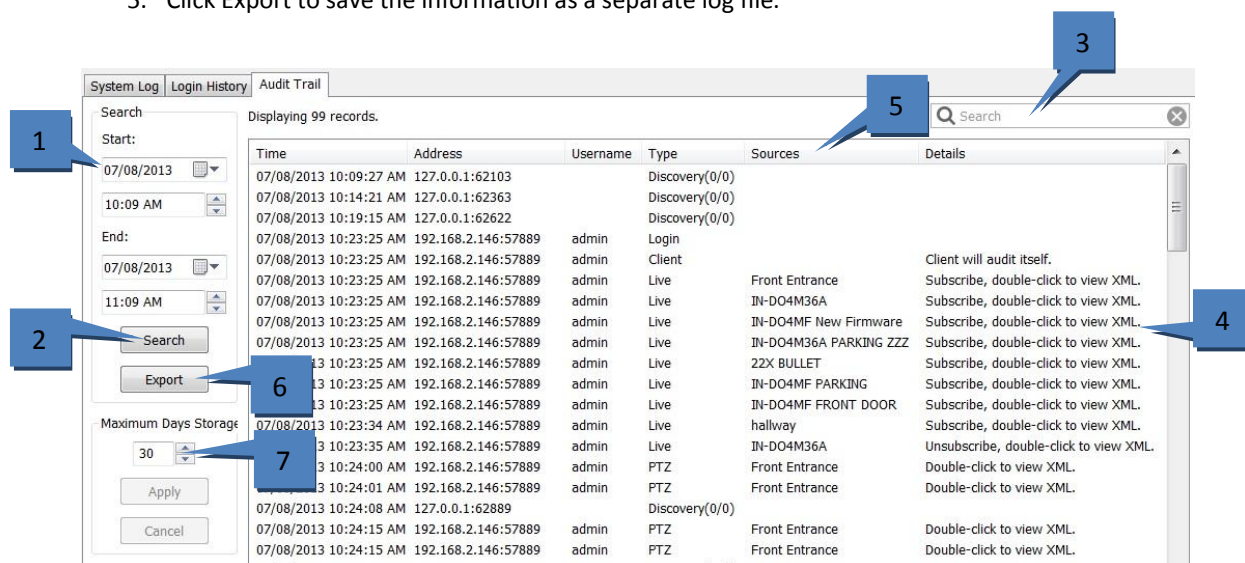 5. Click Export to save the information as a separate log file.
3
System Log Login History Audit Trail
Search Displaying 99 records. 5 Search
1 Start:
Time Address Username Type Sources Details
07/08/2013
07/08/2013 10:09:27 AM 127.0.0.1:62103 Discovery(0/0)
07/08/2013 10:14:21 AM 127.0.0.1:62363 Discovery(0/0)
10:09 AM
07/08/2013 10:19:15 AM 127.0.0.1:62622 Discovery(0/0)
End:
07/08/2013 10:23:25 AM 192.168.2.146:57889 admin Login
07/08/2013 10:23:25 AM 192.168.2.146:57889 admin Client Client will audit itself.
07/08/2013
07/08/2013 10:23:25 AM 192.168.2.146:57889 admin Live Front Entrance Subscribe, double-click to view XML.
11:09 AM
07/08/2013 10:23:25 AM 192.168.2.146:57889 admin Live IN-DO4M36A Subscribe, double-click to view XML.
07/08/2013 10:23:25 AM 192.168.2.146:57889 admin Live IN-DO4MF New Firmware Subscribe, double-click to view XML. 4
2 Search
07/08/2013 10:23:25 AM 192.168.2.146:57889 admin Live IN-DO4M36A PARKING ZZZ Subscribe, double-click to view XML.
13 10:23:25 AM 192.168.2.146:57889 admin Live 22X BULLET Subscribe, double-click to view XML.
Export 6
13 10:23:25 AM 192.168.2.146:57889 admin Live IN-DO4MF PARKING Subscribe, double-click to view XML.
13 10:23:25 AM 192.168.2.146:57889 admin Live IN-DO4MF FRONT DOOR Subscribe, double-click to view XML.
Maximum Days Storage
07/08/2013 10:23:34 AM 192.168.2.146:57889 admin Live hallway Subscribe, double-click to view XML.
30 7
3 10:23:35 AM 192.168.2.146:57889 admin Live IN-DO4M36A Unsubscribe, double-click to view XML.
3 10:24:00 AM 192.168.2.146:57889 admin PTZ Front Entrance Double-click to view XML.
Apply
10:24:01 AM 192.168.2.146:57889 admin PTZ Front Entrance Double-click to view XML.
07/08/2013 10:24:08 AM 127.0.0.1:62889 Discovery(0/0)
Cancel
07/08/2013 10:24:15 AM 192.168.2.146:57889 admin PTZ Front Entrance Double-click to view XML.
07/08/2013 10:24:15 AM 192.168.2.146:57889 admin PTZ Front Entrance Double-click to view XML.